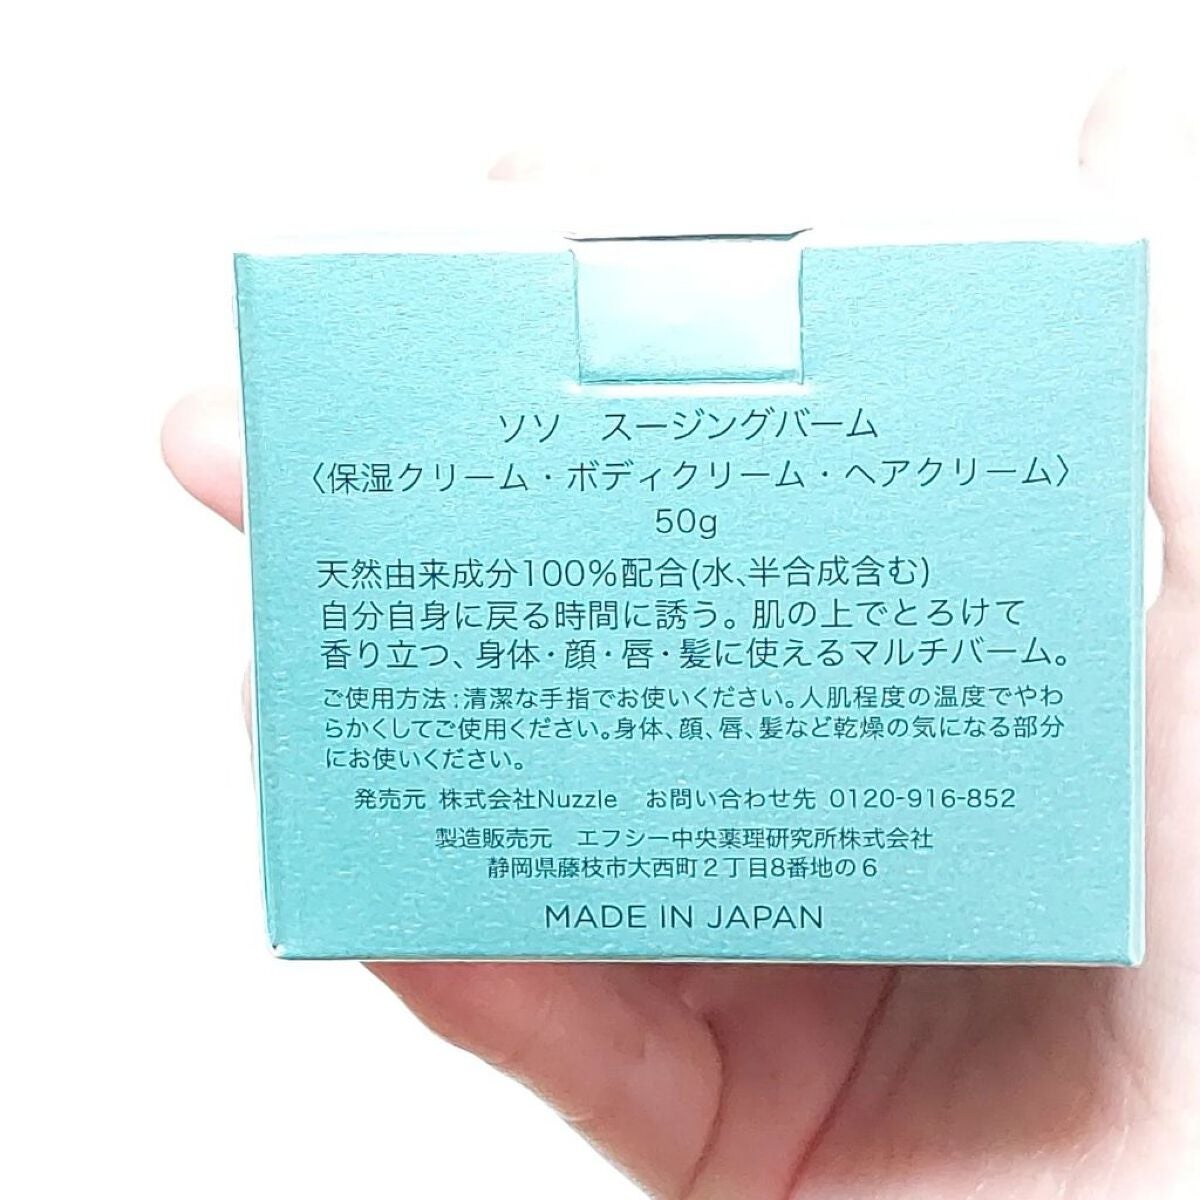 ソソ　スージングバーム
〈保湿クリーム・ボディクリーム・ヘアクリーム〉
50g
天然由来成分100%配合(水、半合成含む)
自分自身に戻る時間に誘う。肌の上でとろけて
香り立つ、身体・顔・唇・髪に使えるマルチバーム。
ご使用方法:清潔な手指でお使いください。人肌程度の温度でやわ
らかくしてご使用ください。身体、顔、唇、髪など乾燥の気になる部分
にお使いください。
発売元 株式会社Nuzzle　お問い合わせ先 0120-916-852
製造販売元　エフシー中央薬理研究所株式会社
静岡県藤枝市大西町2丁目8番地の6
MADE IN JAPAN